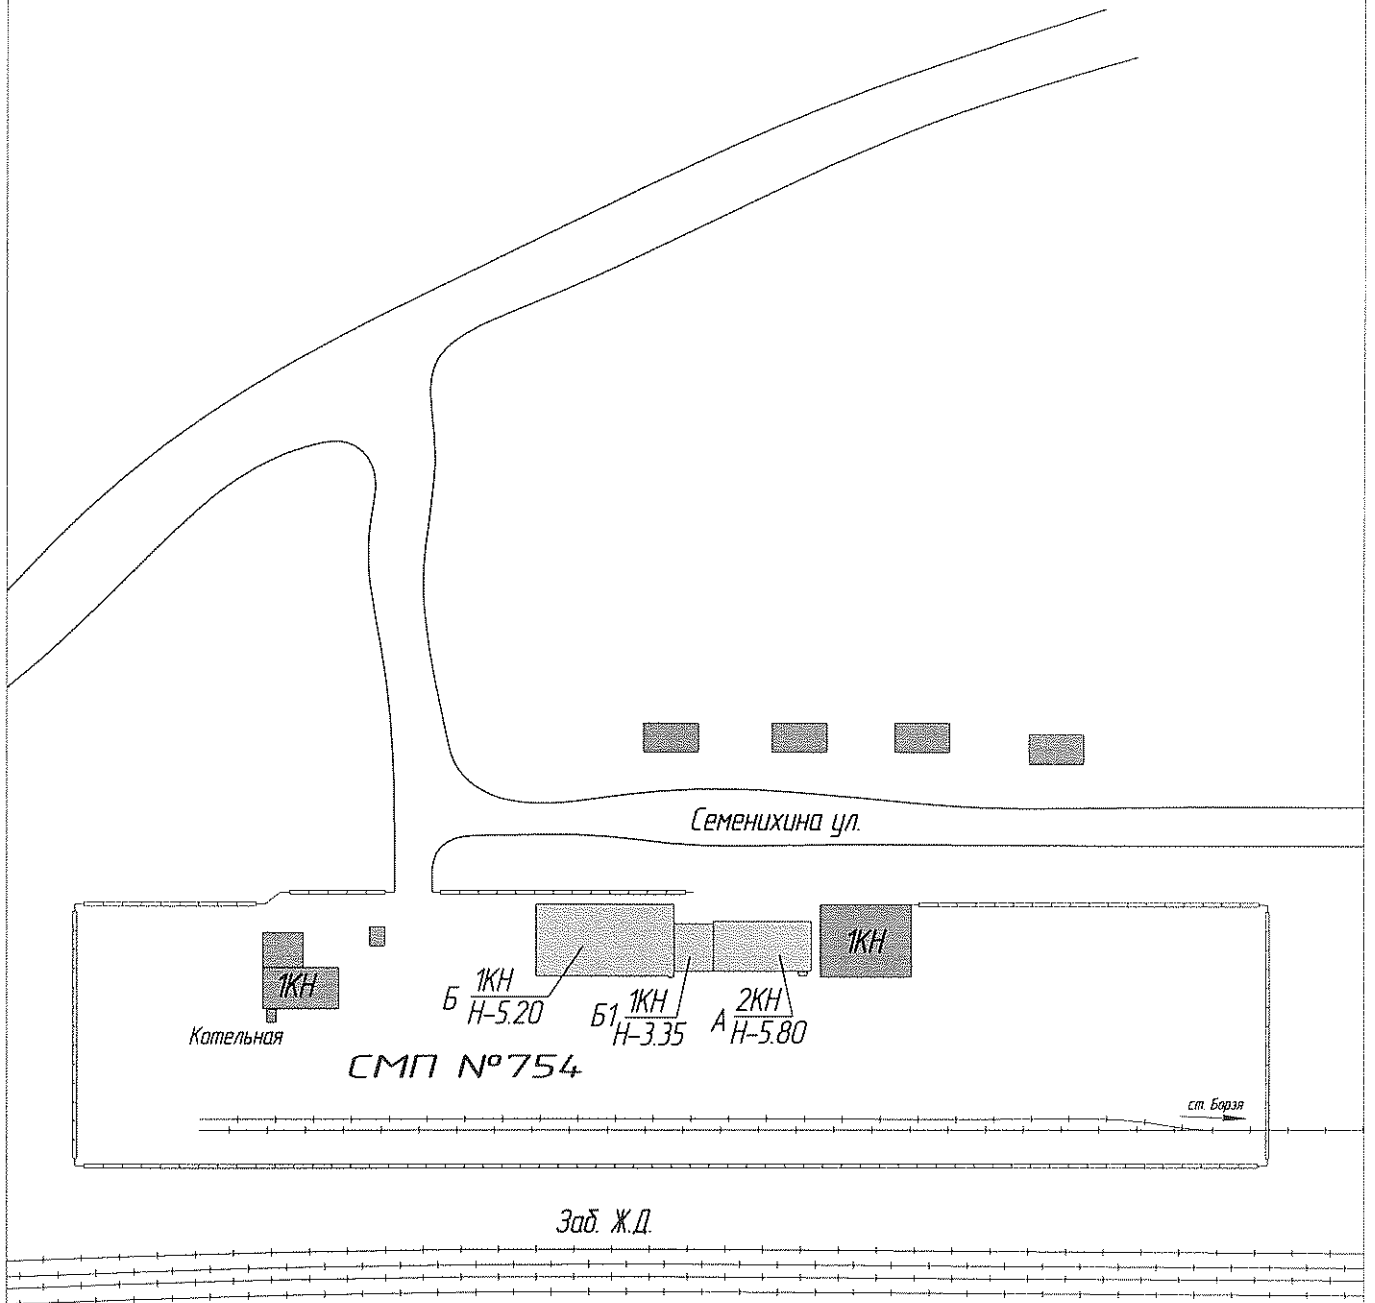 Семенихина ул.
1КН
1КН
Б 1КН
Н-5.20
Б1 1КН
Н-3.35
А 2КН
Н-5.80
Котельная
СМП №754
ст. Борзя
Заб. Ж.Д.